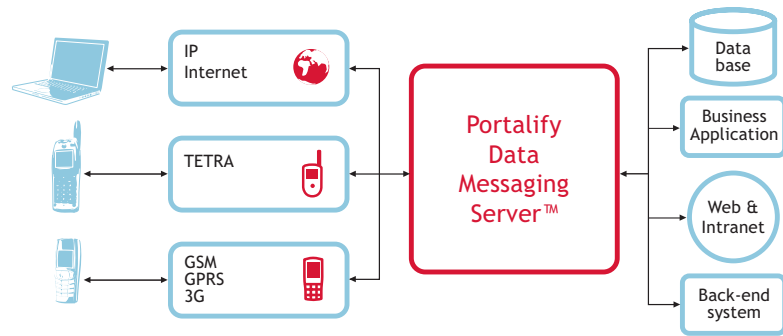 IP
Internet
TETRA
GSM
GPRS
3G
Portalify
Data
Messaging
Server™
Data
base
Business
Application
Web &
Intranet
Back-end
system